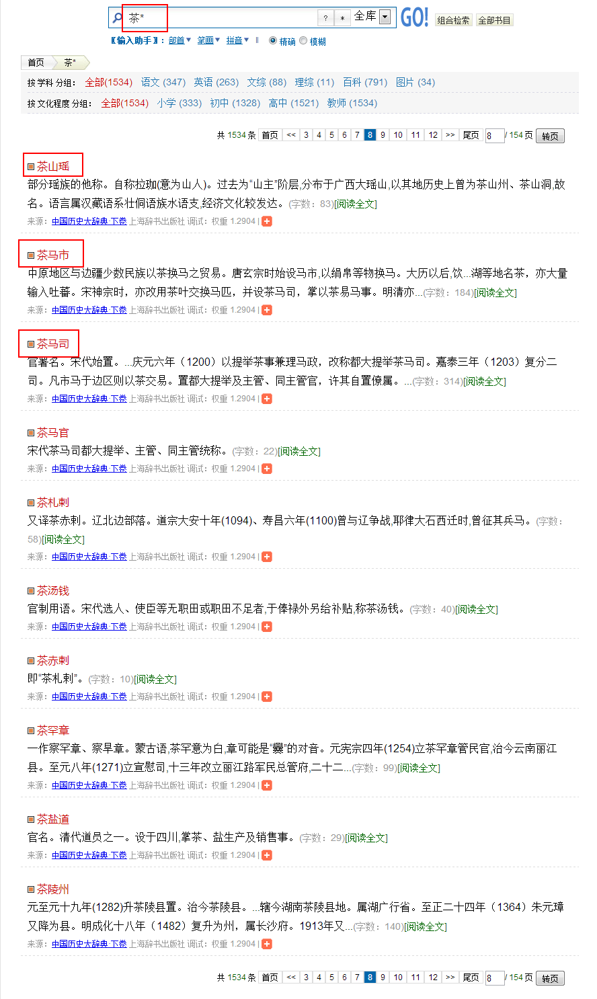 茶* ? * 全库 GO! 组合检索 全部书目
【输入助手】: 部首 笔画 拼音 精确 模糊
首页 茶*
按 学科 分组: 全部(1534) 语文 (347) 英语 (263) 文综 (88) 理综 (11) 百科 (791) 图片 (34)
按 文化程度 分组: 全部(1534) 小学 (333) 初中 (1328) 高中 (1521) 教师 (1534)
共 1534 条 首页 << 3 4 5 6 7 8 9 10 11 12 >> 尾页 8 / 154 页 转页
茶山瑶
部分瑶族的他称。自称拉珈(意为山人)。过去为“山主”阶层,分布于广西大瑶山,以其地历史上曾为茶山州、茶山洞,故
名。语言属汉藏语系壮侗语族水语支,经济文化较发达。(字数: 83)[阅读全文]
来源: 中国历史大辞典·下卷 上海辞书出版社 调试: 权重 1.2904 | +
茶马市
中原地区与边疆少数民族以茶换马之贸易。唐玄宗时始设马市,以绢帛等物换马。大历以后,饮...湖等地名茶，亦大量
输入吐蕃。宋神宗时，亦改用茶叶交换马匹，并设茶马司，掌以茶易马事。明清亦...(字数: 184)[阅读全文]
来源: 中国历史大辞典·下卷 上海辞书出版社 调试: 权重 1.2904 | +
茶马司
官署名。宋代始置。...庆元六年（1200）以提举茶事兼理马政，改称都大提举茶马司。嘉泰三年（1203）复分二
司。凡市马于边区则以茶交易。置都大提举及主管、同主管官，许其自置僚属。...(字数: 314)[阅读全文]
来源: 中国历史大辞典·下卷 上海辞书出版社 调试: 权重 1.2904 | +
茶马官
宋代茶马司都大提举、主管、同主管统称。(字数: 22)[阅读全文]
来源: 中国历史大辞典·下卷 上海辞书出版社 调试: 权重 1.2904 | +
茶札剌
又译茶赤剌。辽北边部落。道宗大安十年(1094)、寿昌六年(1100)曾与辽争战,耶律大石西迁时,曾征其兵马。(字数:
58)[阅读全文]
来源: 中国历史大辞典·下卷 上海辞书出版社 调试: 权重 1.2904 | +
茶汤钱
官制用语。宋代选人、使臣等无职田或职田不足者,于俸禄外另给补贴,称茶汤钱。(字数: 40)[阅读全文]
来源: 中国历史大辞典·下卷 上海辞书出版社 调试: 权重 1.2904 | +
茶赤剌
即“茶札剌”。(字数: 10)[阅读全文]
来源: 中国历史大辞典·下卷 上海辞书出版社 调试: 权重 1.2904 | +
茶罕章
一作察罕章、察旱章。蒙古语,茶罕意为白,章可能是“爨”的对音。元宪宗四年(1254)立茶罕章管民官,治今云南丽江
县。至元八年(1271)立宣慰司,十三年改立丽江路军民总管府,二十二...(字数: 99)[阅读全文]
来源: 中国历史大辞典·下卷 上海辞书出版社 调试: 权重 1.2904 | +
茶盐道
官名。清代道员之一。设于四川,掌茶、盐生产及销售事。(字数: 29)[阅读全文]
来源: 中国历史大辞典·下卷 上海辞书出版社 调试: 权重 1.2904 | +
茶陵州
元至元十九年(1282)升茶陵县置。治今茶陵县。...辖今湖南茶陵县地。属湖广行省。至正二十四年（1364）朱元璋
又降为县。明成化十八年（1482）复升为州，属长沙府。1913年又...(字数: 140)[阅读全文]
来源: 中国历史大辞典·下卷 上海辞书出版社 调试: 权重 1.2904 | +
共 1534 条 首页 << 3 4 5 6 7 8 9 10 11 12 >> 尾页 8 / 154 页 转页